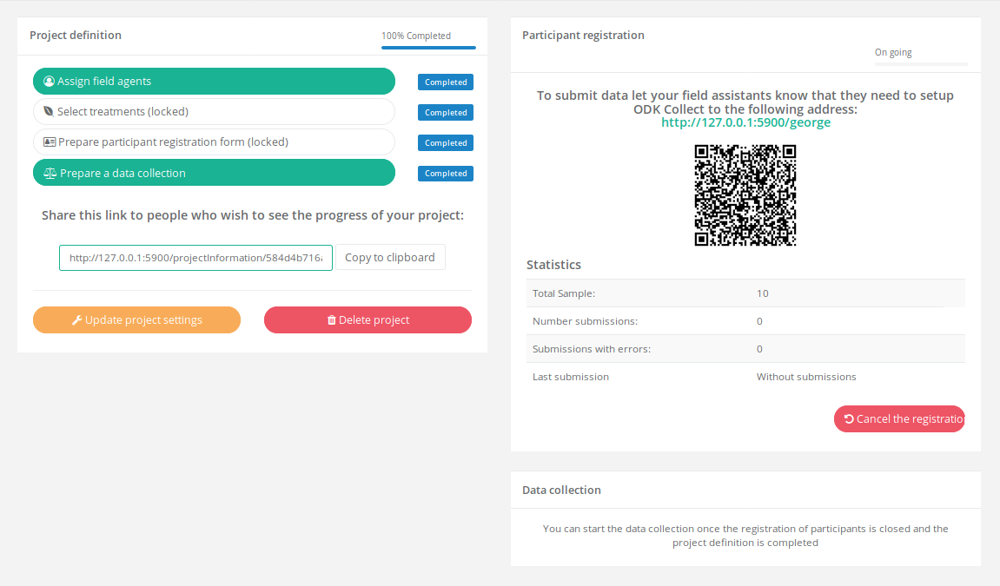 Project definition
100% Completed
Assign field agents
Completed
Select treatments (locked)
Completed
Prepare participant registration form (locked)
Completed
Prepare a data collection
Completed
Share this link to people who wish to see the progress of your project:
http://127.0.0.1:5900/projectInformation/584d4b716
Copy to clipboard
Update project settings
Delete project
Participant registration
On going
To submit data let your field assistants know that they need to setup
ODK Collect to the following address:
http://127.0.0.1:5900/george
Statistics
Total Sample: 10
Number submissions: 0
Submissions with errors: 0
Last submission Without submissions
Cancel the registratio
Data collection
You can start the data collection once the registration of participants is closed and the
project definition is completed